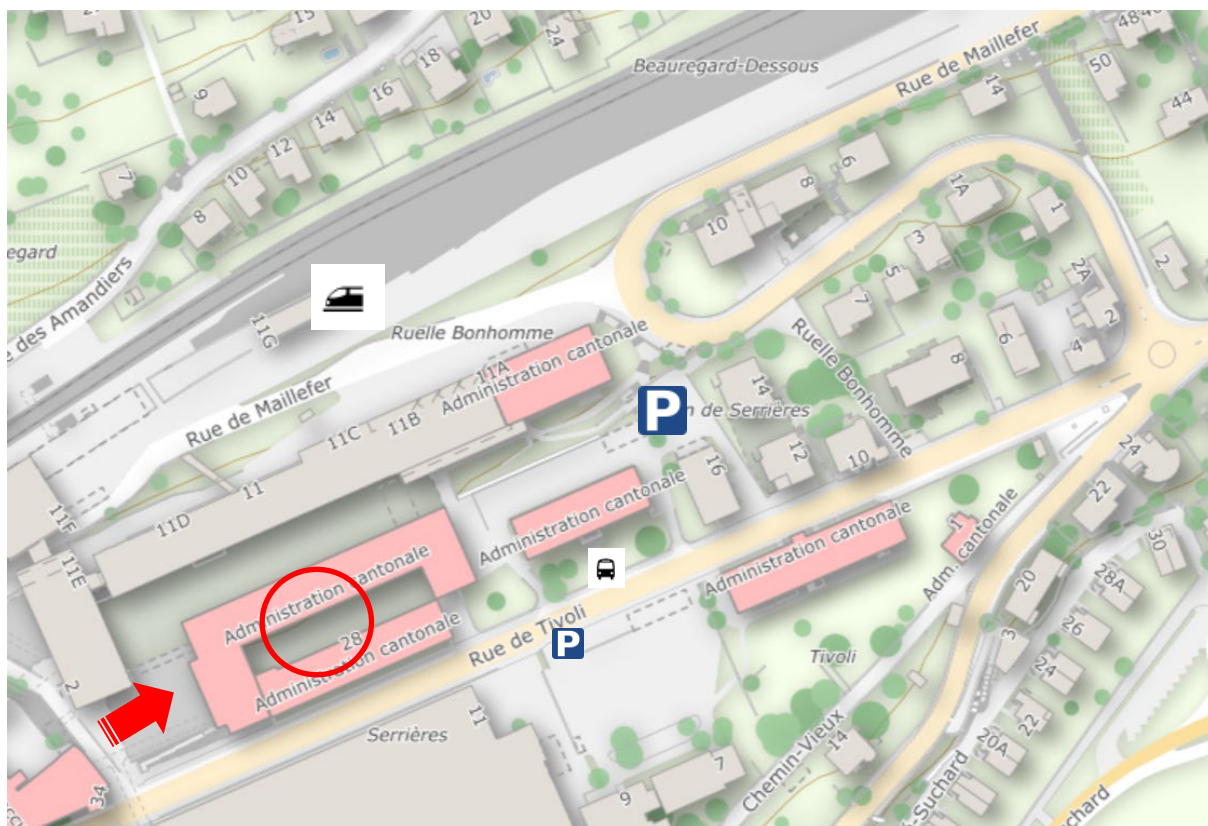 20
15
24
48
18
Beauregard-Dessous
Rue de Maillefer
50
14
44
16
9
14
12
10
7
8
6
8
10
1A
1
3
5
2A
2
2
egard
e des Amandiers
11G
Ruelle Bonhomme
7
6
4
8
Ruelle Bonhomme
Rue de Maillefer
11A
Administration cantonale
14
P
n de Serrières
11C
11B
12
10
16
24
11
11D
11F
11E
22
Administration cantonale
Administration cantonale
1
Adm. cantonale
30
28A
20
Administration cantonale
28
Administration cantonale
Rue de Tivoli
P
26
3
24
2
Tivoli
22
20A
11
Serrières
14
Chemin-Vieux
7
9
34
-Suchard
chard